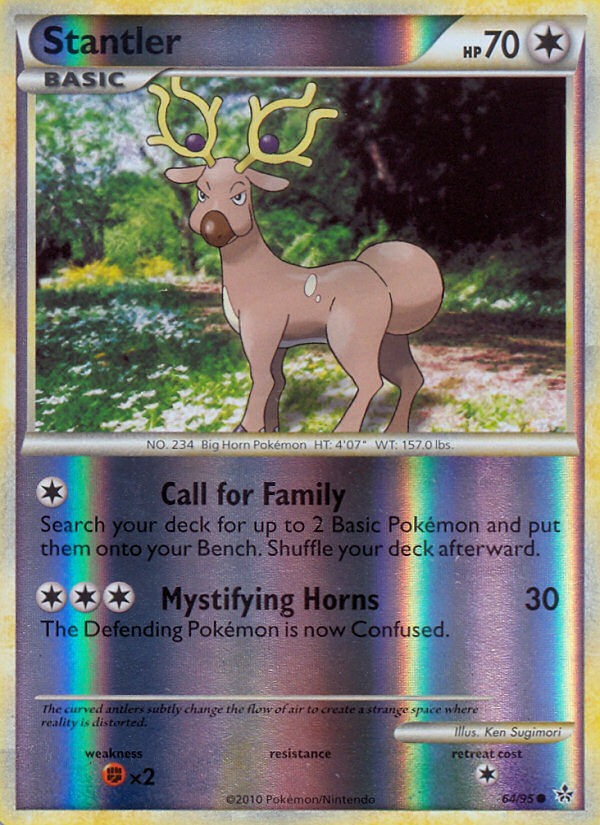 Stantler
HP 70
BASIC
NO. 234 Big Horn Pokémon HT: 4'07" WT: 157.0 lbs.
Call for Family
Search your deck for up to 2 Basic Pokémon and put
them onto your Bench. Shuffle your deck afterward.
Mystifying Horns 30
The Defending Pokémon is now Confused.
The curved antlers subtly change the flow of air to create a strange space where
reality is distorted.
Illus. Ken Sugimori
weakness resistance retreat cost
×2
©2010 Pokémon/Nintendo 64/95